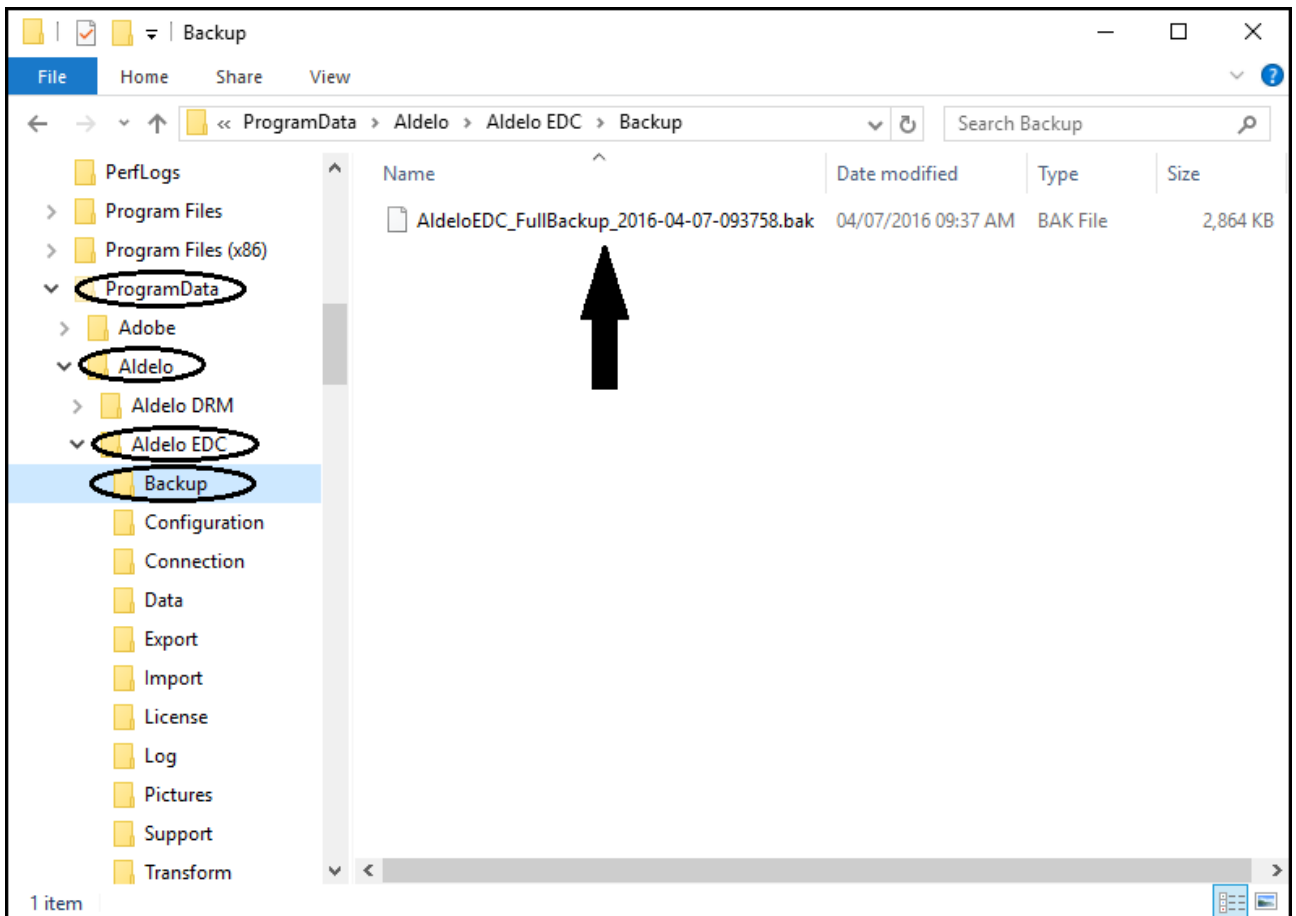 Backup
File Home Share View
« ProgramData > Aldelo > Aldelo EDC > Backup Search Backup
PerfLogs
Program Files
Program Files (x86)
ProgramData
Adobe
Aldelo
Aldelo DRM
Aldelo EDC
Backup
Configuration
Connection
Data
Export
Import
License
Log
Pictures
Support
Transform
Name Date modified Type Size
AldeloEDC_FullBackup_2016-04-07-093758.bak 04/07/2016 09:37 AM BAK File 2,864 KB
1 item